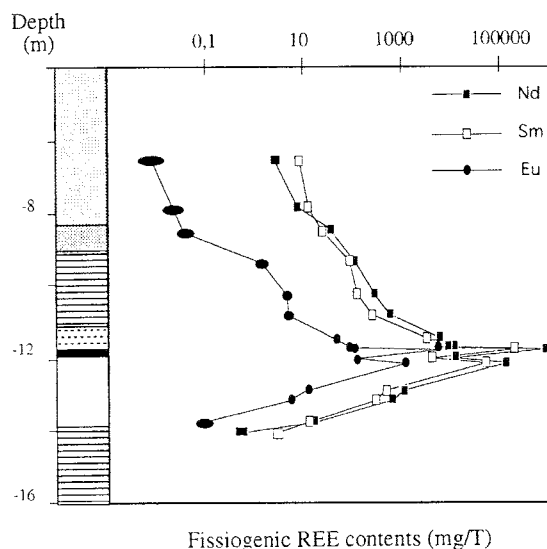 Depth
(m)
0,1 10 1000 100000
Nd
Sm
Eu
-8
-12
-16
Fissiogenic REE contents (mg/T)